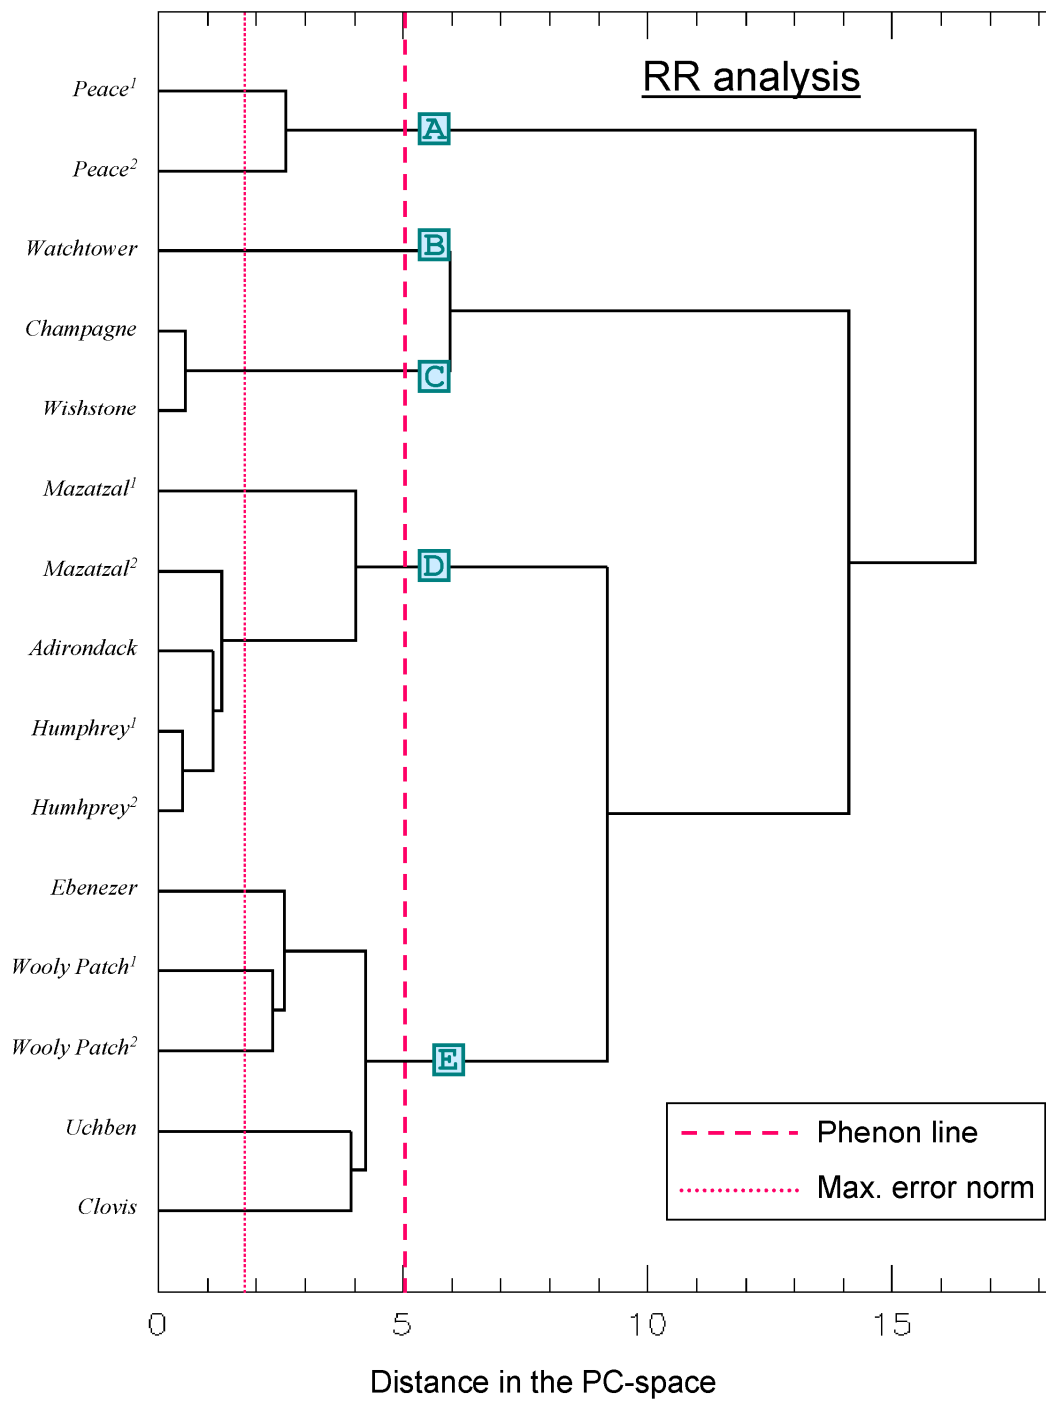 RR analysis
Peace¹
A
Peace²
Watchtower
B
Champagne
C
Wishstone
Mazatzal¹
Mazatzal²
D
Adirondack
Humphrey¹
Humhprey²
Ebenezer
Wooly Patch¹
Wooly Patch²
E
Uchben
Clovis
Phenon line
Max. error norm
0 5 10 15
Distance in the PC-space